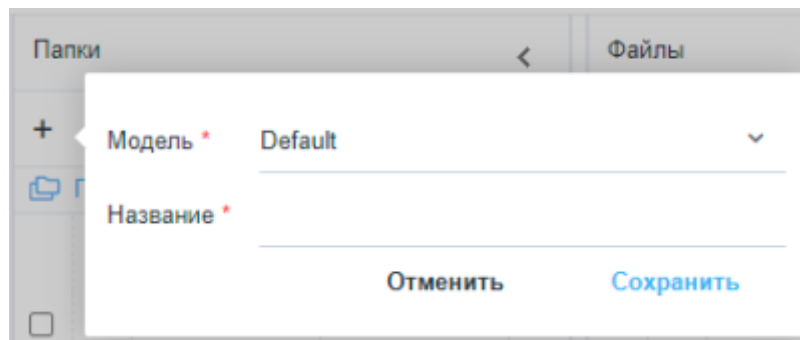 Папки
Файлы
Модель * Default
Название *
Отменить Сохранить